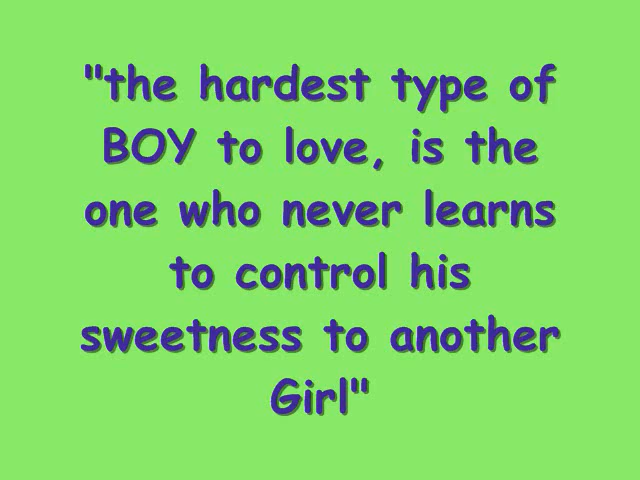 "the hardest type of
BOY to love, is the
one who never learns
to control his
sweetness to another
Girl"